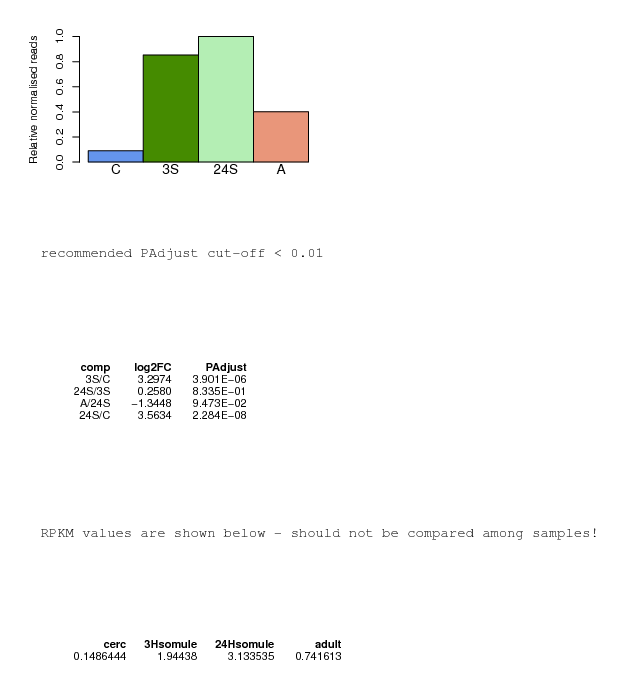 Relative normalised reads
1.0
0.8
0.6
0.4
0.2
0.0
C 3S 24S A
recommended PAdjust cut-off < 0.01
comp log2FC PAdjust
3S/C 3.2974 3.901E-06
24S/3S 0.2580 8.335E-01
A/24S -1.3448 9.473E-02
24S/C 3.5634 2.284E-08
RPKM values are shown below - should not be compared among samples!
cerc 3Hsomule 24Hsomule adult
0.1486444 1.94438 3.133535 0.741613